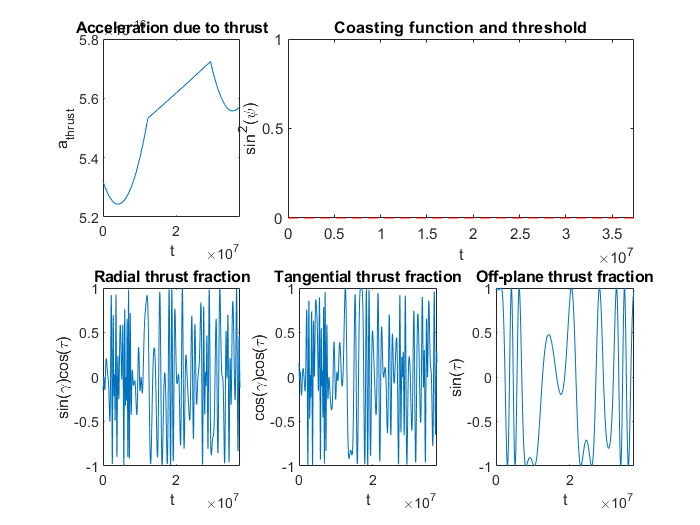 Acceleration due to thrust
5.8
5.6
5.4
5.2
a_thrust
0
2
t
×10^7
Coasting function and threshold
1
0.5
0
sin^2(ψ)
0 0.5 1 1.5 2 2.5 3 3.5
t
×10^7
Radial thrust fraction
1
0.5
0
-0.5
-1
sin(γ)cos(τ)
0 2
t
×10^7
Tangential thrust fraction
1
0.5
0
-0.5
-1
cos(γ)cos(τ)
0 2
t
×10^7
Off-plane thrust fraction
1
0.5
0
-0.5
-1
sin(τ)
0 2
t
×10^7